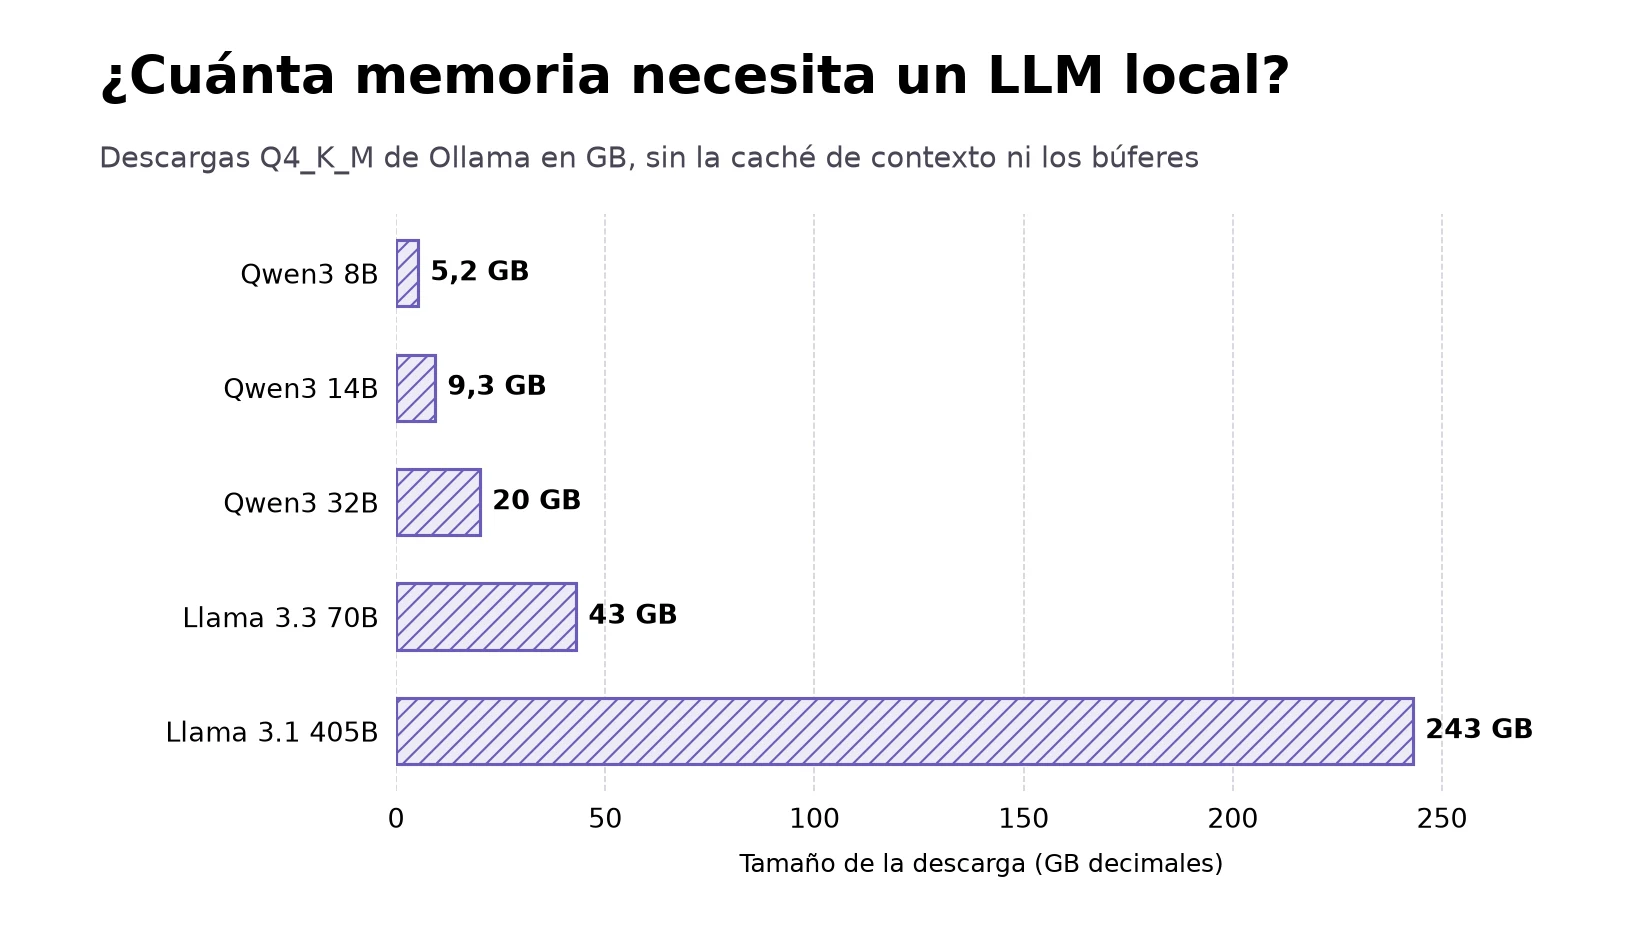 ¿Cuánta memoria necesita un LLM local?
Descargas Q4_K_M de Ollama en GB, sin la caché de contexto ni los búferes
Qwen3 8B
5,2 GB
Qwen3 14B
9,3 GB
Qwen3 32B
20 GB
Llama 3.3 70B
43 GB
Llama 3.1 405B
243 GB
0 50 100 150 200 250
Tamaño de la descarga (GB decimales)